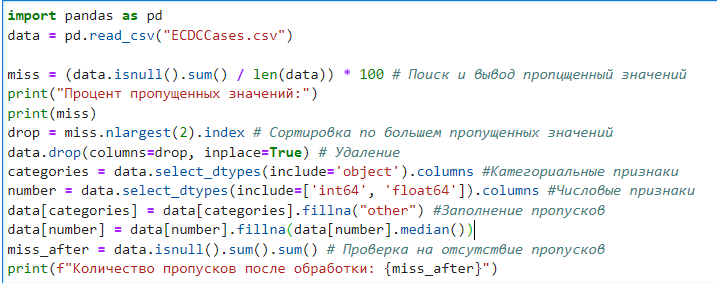 import pandas as pd
data = pd.read_csv("ECDCCases.csv")
miss = (data.isnull().sum() / len(data)) * 100 # Поиск и вывод пропцщенный значений
print("Процент пропущенных значений:")
print(miss)
drop = miss.nlargest(2).index # Сортировка по большем пропущенных значений
data.drop(columns=drop, inplace=True) # Удаление
categories = data.select_dtypes(include='object').columns #Категориальные признаки
number = data.select_dtypes(include=['int64', 'float64']).columns #Числовые признаки
data[categories] = data[categories].fillna("other") #Заполнение пропусков
data[number] = data[number].fillna(data[number].median())
miss_after = data.isnull().sum().sum() # Проверка на отсутствие пропусков
print(f"Количество пропусков после обработки: {miss_after}")